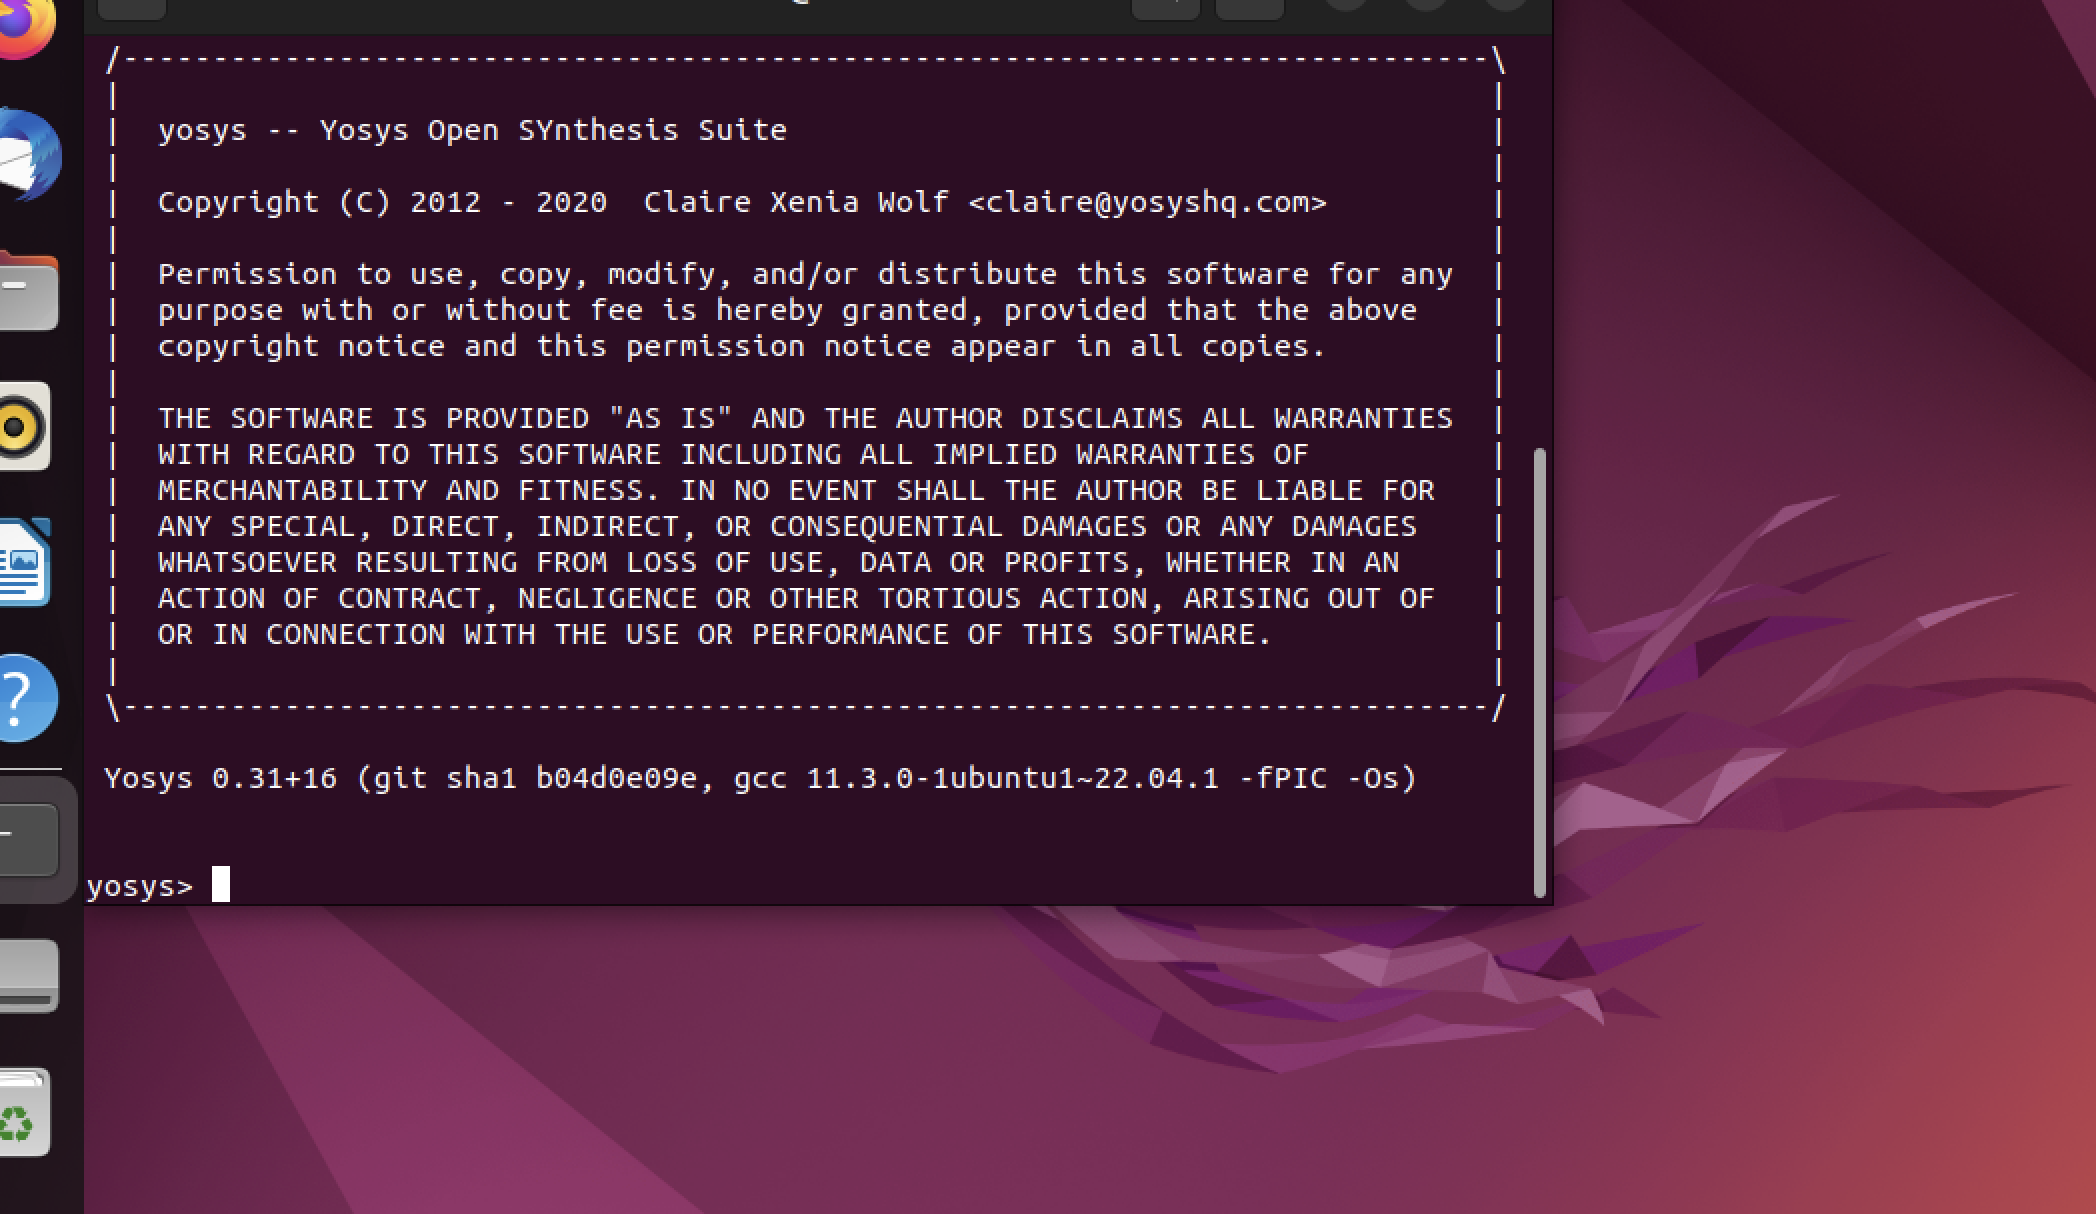 /----------------------------------------------------------------------------\
|                                                                            |
|  yosys -- Yosys Open SYnthesis Suite                                       |
|                                                                            |
|  Copyright (C) 2012 - 2020  Claire Xenia Wolf <claire@yosyshq.com>         |
|                                                                            |
|  Permission to use, copy, modify, and/or distribute this software for any  |
|  purpose with or without fee is hereby granted, provided that the above    |
|  copyright notice and this permission notice appear in all copies.         |
|                                                                            |
|  THE SOFTWARE IS PROVIDED "AS IS" AND THE AUTHOR DISCLAIMS ALL WARRANTIES  |
|  WITH REGARD TO THIS SOFTWARE INCLUDING ALL IMPLIED WARRANTIES OF          |
|  MERCHANTABILITY AND FITNESS. IN NO EVENT SHALL THE AUTHOR BE LIABLE FOR   |
|  ANY SPECIAL, DIRECT, INDIRECT, OR CONSEQUENTIAL DAMAGES OR ANY DAMAGES    |
|  WHATSOEVER RESULTING FROM LOSS OF USE, DATA OR PROFITS, WHETHER IN AN     |
|  ACTION OF CONTRACT, NEGLIGENCE OR OTHER TORTIOUS ACTION, ARISING OUT OF   |
|  OR IN CONNECTION WITH THE USE OR PERFORMANCE OF THIS SOFTWARE.            |
|                                                                            |
\----------------------------------------------------------------------------/
Yosys 0.31+16 (git sha1 b04d0e09e, gcc 11.3.0-1ubuntu1~22.04.1 -fPIC -Os)
yosys>